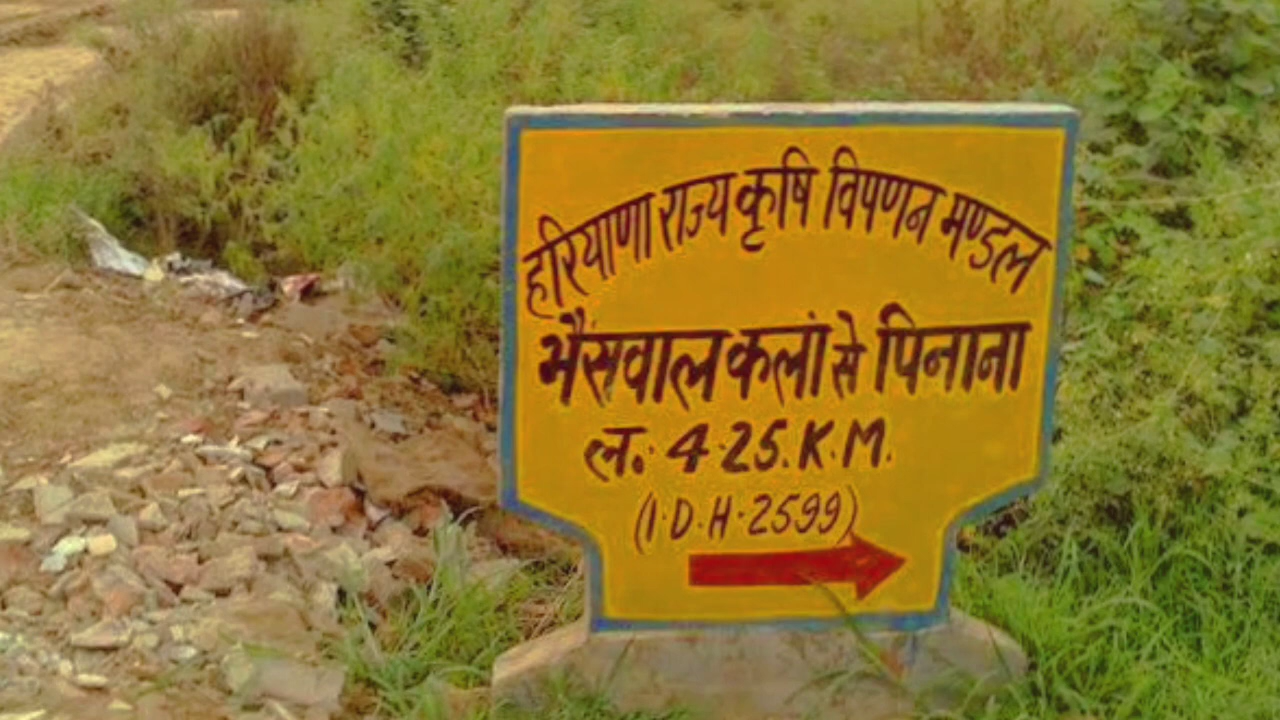 हरियाणा राज्य कृषि विपणन मण्डल
भैंसवाल कलां से पिनाना
ल. 4.25.K.M.
(I.D.H.2599)